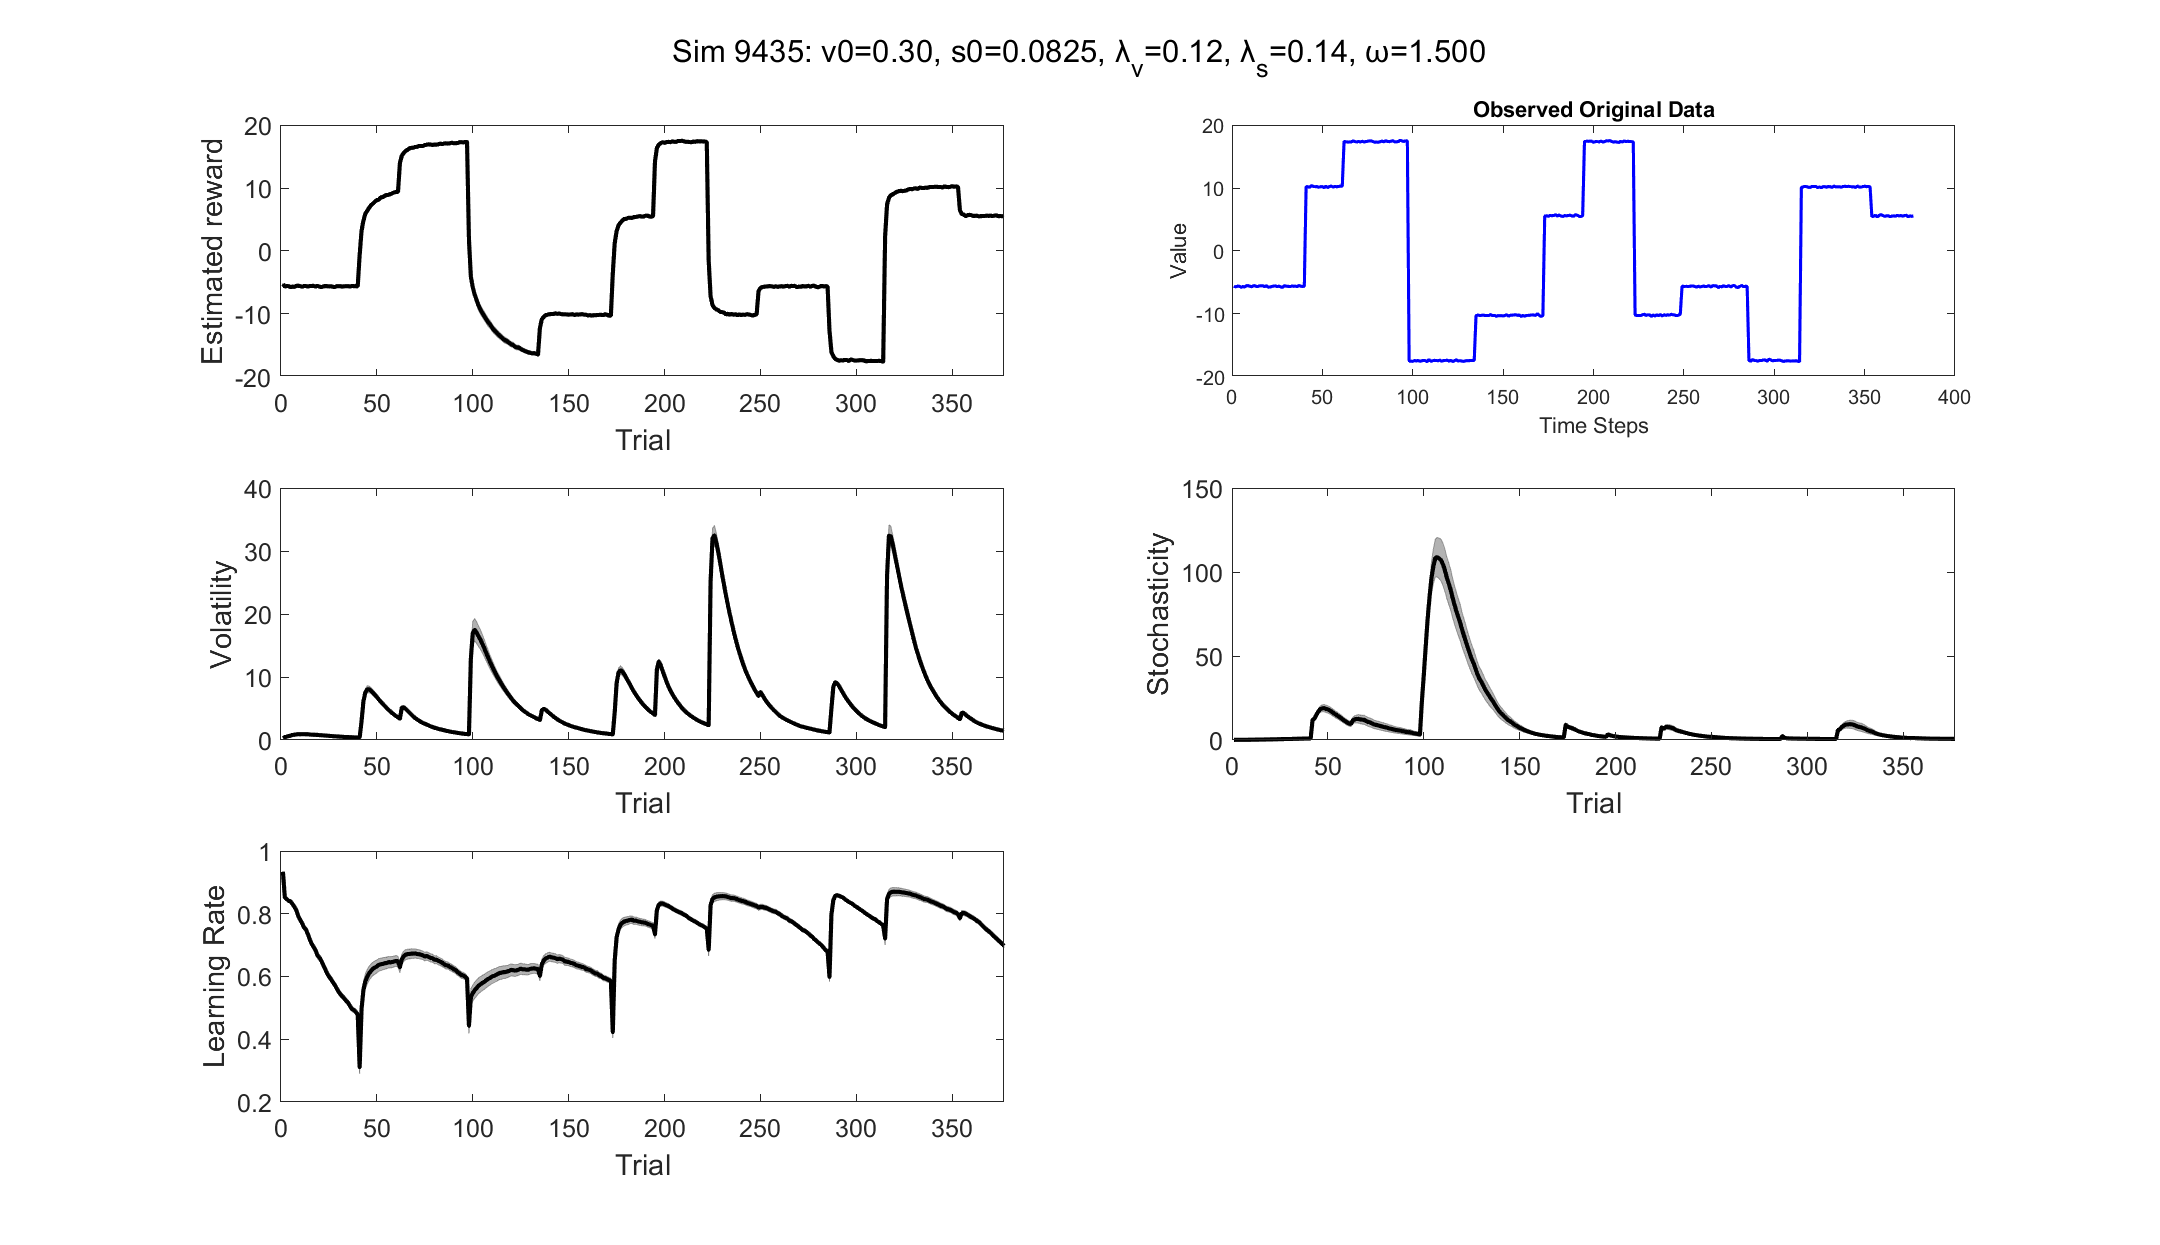 Sim 9435: v0=0.30, s0=0.0825, λv=0.12, λs=0.14, ω=1.500
Estimated reward
20
10
0
-10
-20
0 50 100 150 200 250 300 350
Trial
Observed Original Data
Value
20
10
0
-10
-20
0 50 100 150 200 250 300 350 400
Time Steps
Volatility
40
30
20
10
0
0 50 100 150 200 250 300 350
Trial
Stochasticity
150
100
50
0
0 50 100 150 200 250 300 350
Trial
Learning Rate
1
0.8
0.6
0.4
0.2
0 50 100 150 200 250 300 350
Trial